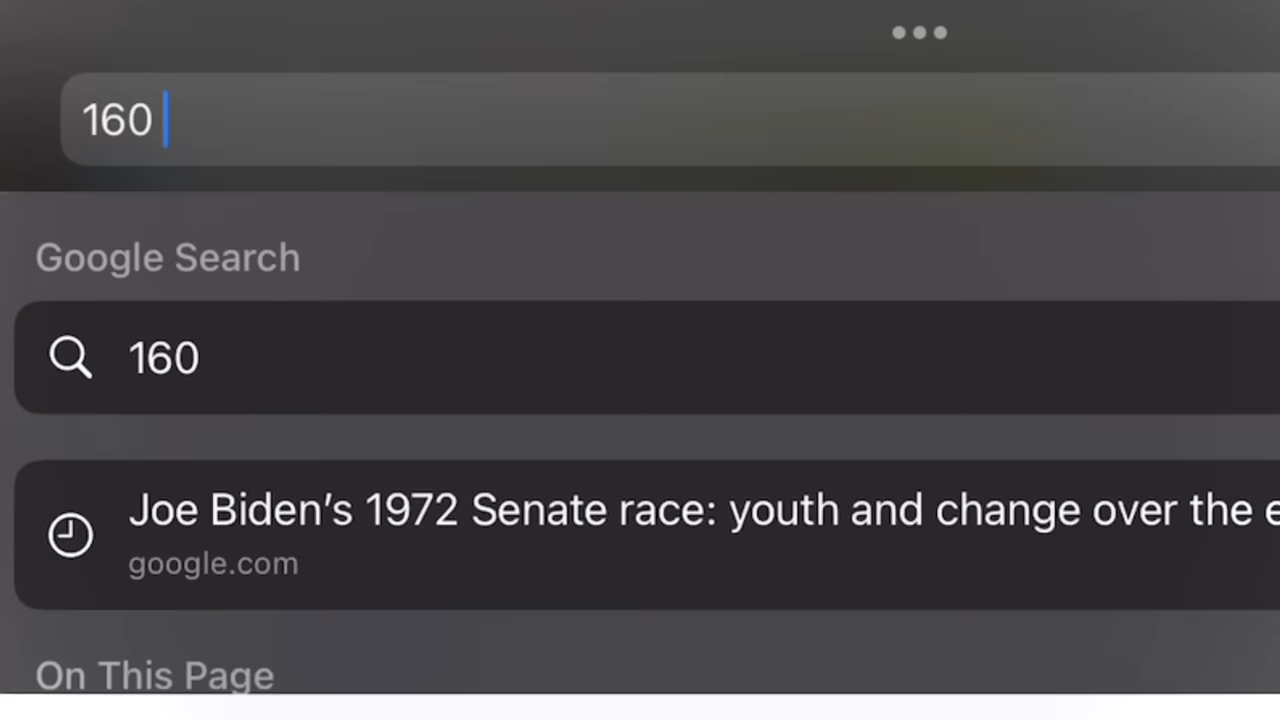 160
Google Search
160
Joe Biden’s 1972 Senate race: youth and change over the
google.com
On This Page